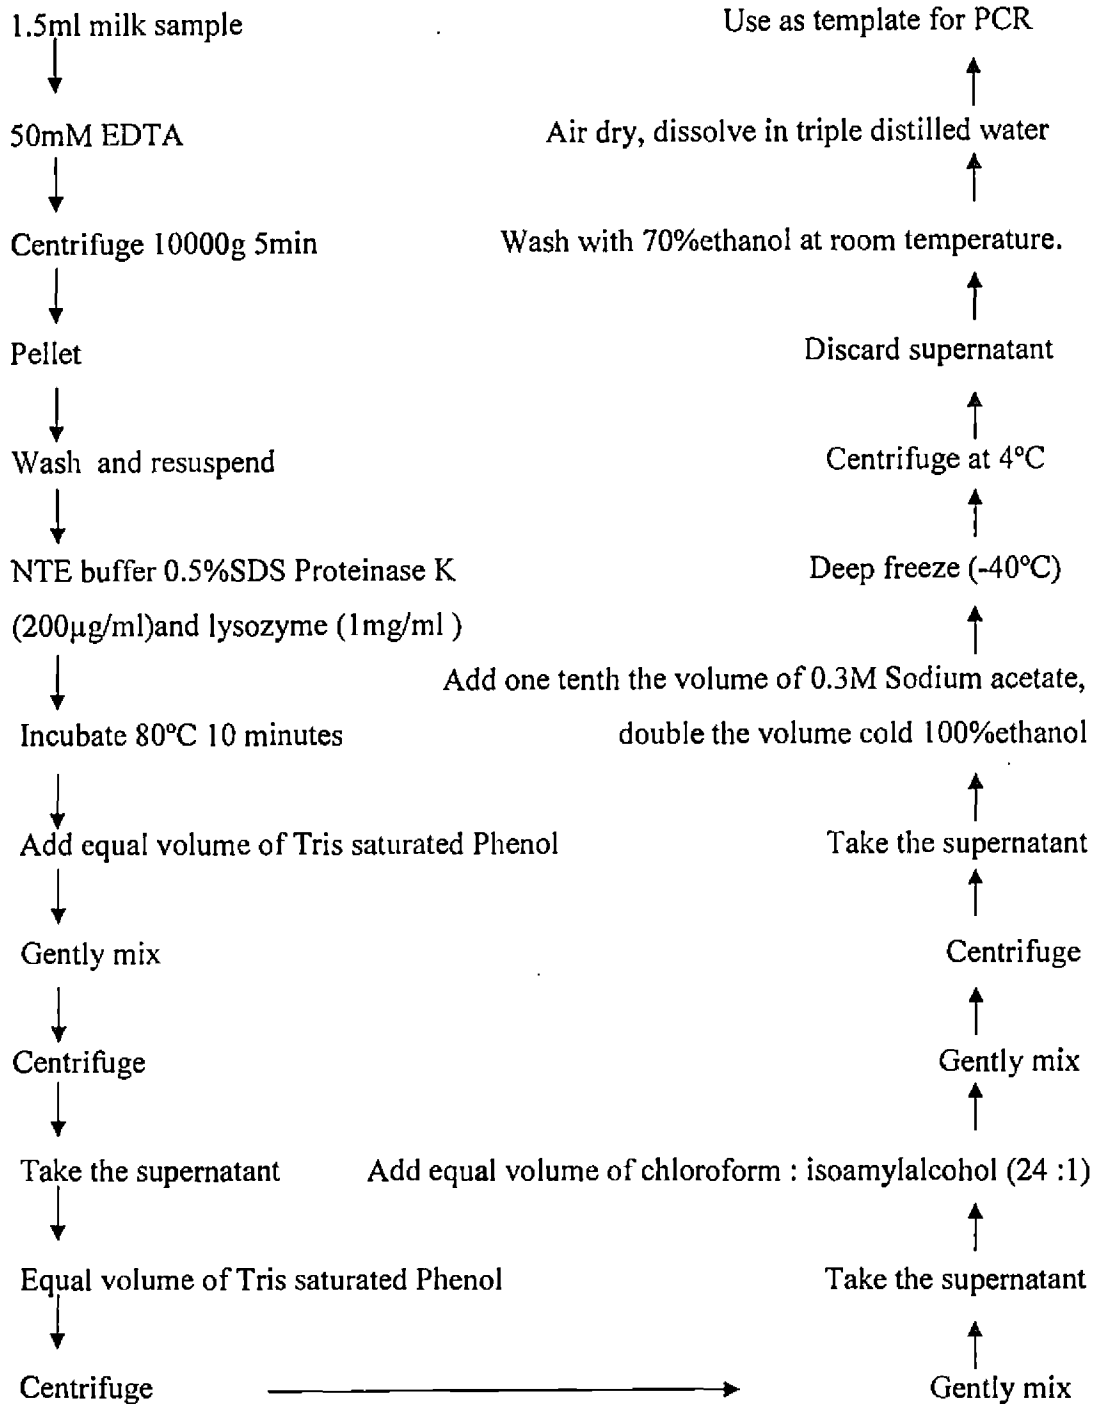 1.5ml milk sample
50mM EDTA
Centrifuge 10000g 5min
Pellet
Wash and resuspend
NTE buffer 0.5%SDS Proteinase K
(200µg/ml)and lysozyme (1mg/ml )
Incubate 80°C 10 minutes
Add equal volume of Tris saturated Phenol
Gently mix
Centrifuge
Take the supernatant
Equal volume of Tris saturated Phenol
Centrifuge
Use as template for PCR
Air dry, dissolve in triple distilled water
Wash with 70%ethanol at room temperature.
Discard supernatant
Centrifuge at 4°C
Deep freeze (-40°C)
Add one tenth the volume of 0.3M Sodium acetate,
double the volume cold 100%ethanol
Take the supernatant
Centrifuge
Gently mix
Add equal volume of chloroform : isoamylalcohol (24 :1)
Take the supernatant
Gently mix